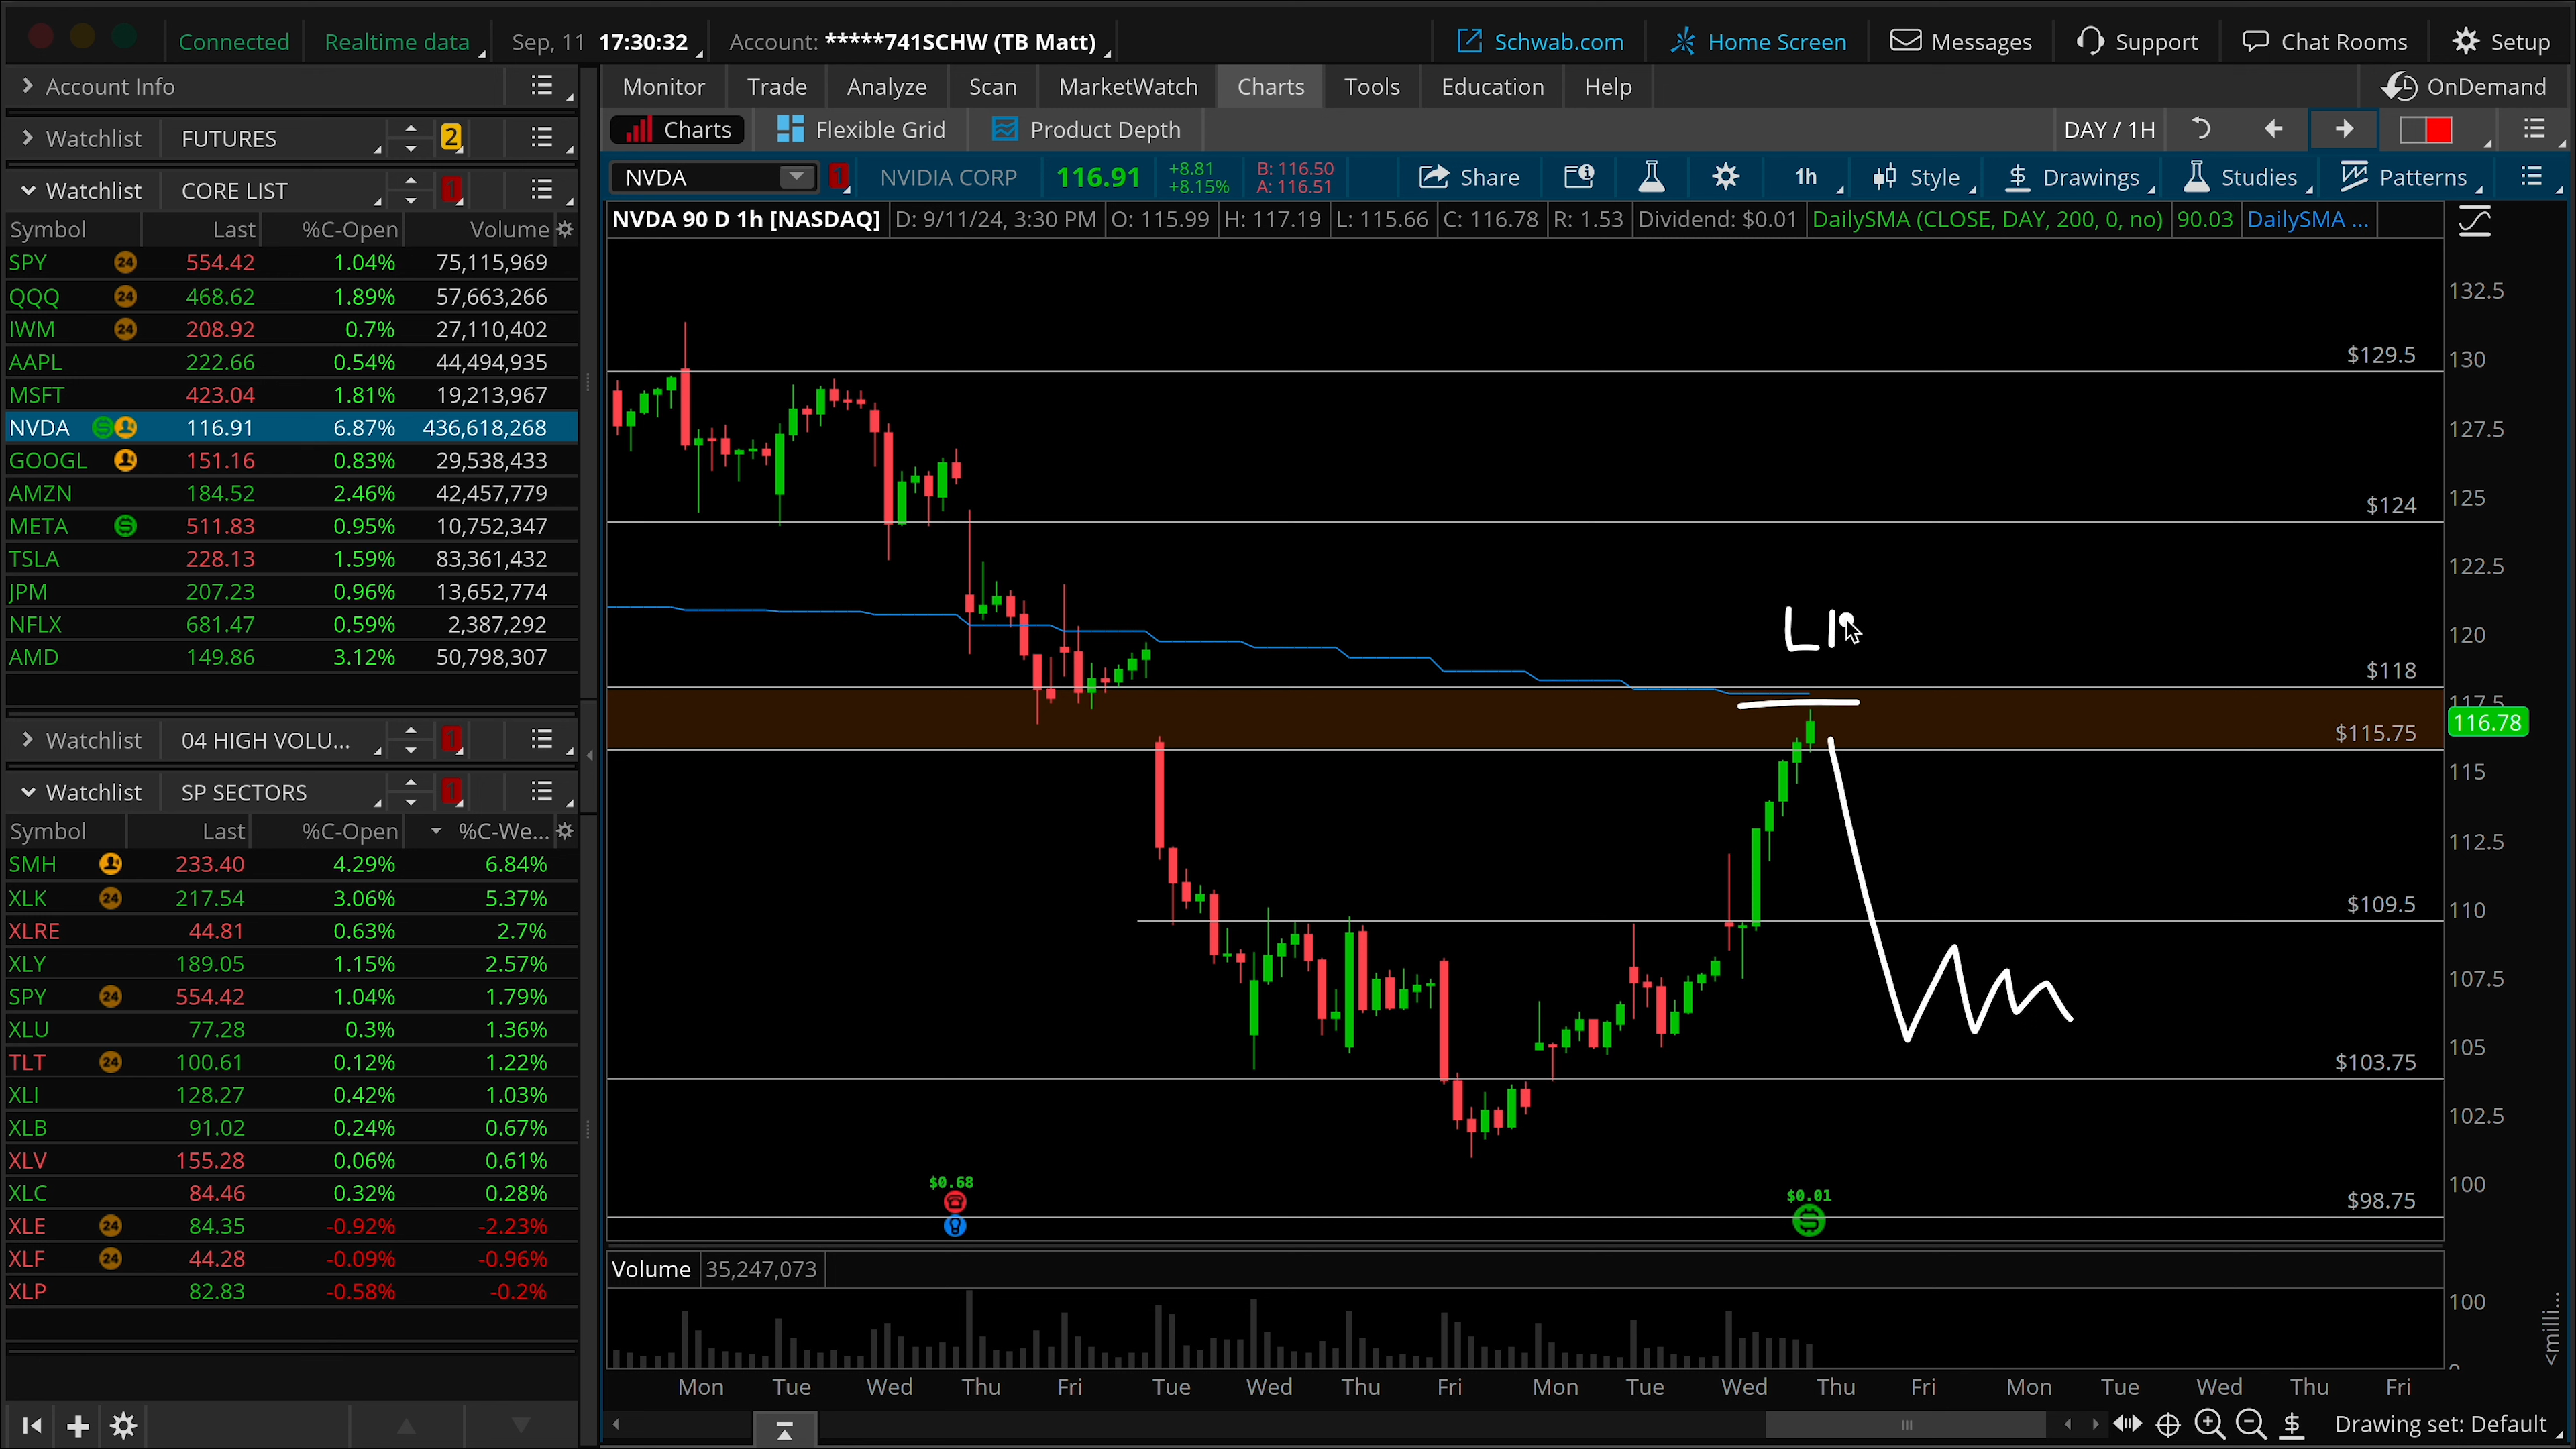 Connected Realtime data Sep, 11 17:30:32 Account: *****741SCHW (TB Matt) Schwab.com Home Screen Messages Support Chat Rooms Setup
Account Info
Watchlist FUTURES 2
Watchlist CORE LIST 1
Symbol Last %C-Open Volume
SPY 24 554.42 1.04% 75,115,969
QQQ 24 468.62 1.89% 57,663,266
IWM 24 208.92 0.7% 27,110,402
AAPL 222.66 0.54% 44,494,935
MSFT 423.04 1.81% 19,213,967
NVDA 116.91 6.87% 436,618,268
GOOGL 151.16 0.83% 29,538,433
AMZN 184.52 2.46% 42,457,779
META 511.83 0.95% 10,752,347
TSLA 228.13 1.59% 83,361,432
JPM 207.23 0.96% 13,652,774
NFLX 681.47 0.59% 2,387,292
AMD 149.86 3.12% 50,798,307
Watchlist 04 HIGH VOLU... 1
Watchlist SP SECTORS 1
Symbol Last %C-Open %C-We...
SMH 233.40 4.29% 6.84%
XLK 24 217.54 3.06% 5.37%
XLRE 44.81 0.63% 2.7%
XLY 189.05 1.15% 2.57%
SPY 24 554.42 1.04% 1.79%
XLU 77.28 0.3% 1.36%
TLT 24 100.61 0.12% 1.22%
XLI 128.27 0.42% 1.03%
XLB 91.02 0.24% 0.67%
XLV 155.28 0.06% 0.61%
XLC 84.46 0.32% 0.28%
XLE 24 84.35 -0.92% -2.23%
XLF 24 44.28 -0.09% -0.96%
XLP 82.83 -0.58% -0.2%
Monitor Trade Analyze Scan MarketWatch Charts Tools Education Help OnDemand
Charts Flexible Grid Product Depth DAY / 1H
NVDA 1 NVIDIA CORP 116.91 +8.81 +8.15% B: 116.50 A: 116.51 Share 1h Style Drawings Studies Patterns
NVDA 90 D 1h [NASDAQ] D: 9/11/24, 3:30 PM O: 115.99 H: 117.19 L: 115.66 C: 116.78 R: 1.53 Dividend: $0.01 DailySMA (CLOSE, DAY, 200, 0, no) 90.03 DailySMA ...
132.5
$129.5 130
127.5
$124 125
122.5
LI
120
$118
117.5
116.78
$115.75
115
112.5
$109.5 110
107.5
105
$103.75
102.5
$0.68 $0.01 100
$98.75
Volume 35,247,073
100
<milli...
Mon Tue Wed Thu Fri Tue Wed Thu Fri Mon Tue Wed Thu Fri Mon Tue Wed Thu Fri
Drawing set: Default